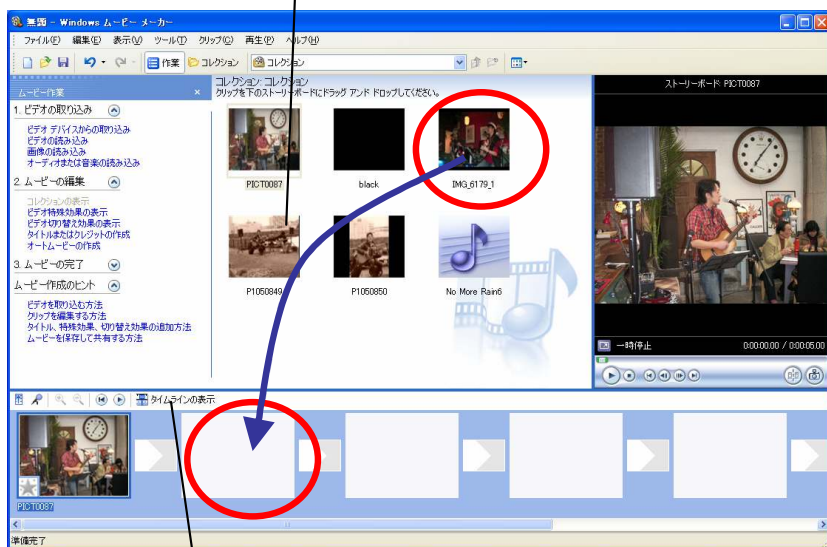 無題 - Windows ムービー メーカー
ファイル(F) 編集(E) 表示(V) ツール(T) クリップ(C) 再生(P) ヘルプ(H)
作業 コレクション コレクション
ムービー作業 ×
1. ビデオの取り込み
ビデオ デバイスからの取り込み
ビデオの読み込み
画像の読み込み
オーディオまたは音楽の読み込み
2. ムービーの編集
コレクションの表示
ビデオ特殊効果の表示
ビデオ切り替え効果の表示
タイトルまたはクレジットの作成
オートムービーの作成
3. ムービーの完了
ムービー作成のヒント
ビデオを取り込む方法
クリップを編集する方法
タイトル、特殊効果、切り替え効果の追加方法
ムービーを保存して共有する方法
コレクション: コレクション
クリップを下のストーリーボードにドラッグ アンド ドロップしてください。
PICT0087 black IMG_6179_1
P1050849 P1050850 No More Rain6
ストーリーボード: PICT0087
一時停止 0:00:00.00 / 0:00:05.00
タイムラインの表示
PICT0087
準備完了